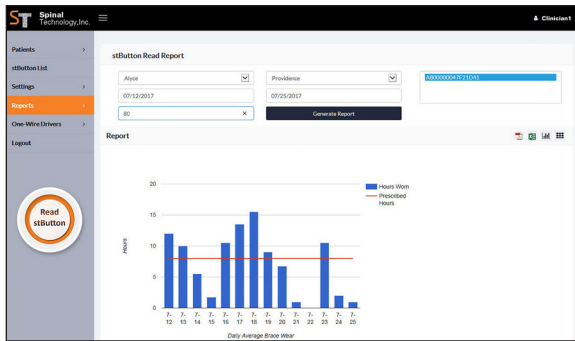 ST Spinal Technology, Inc.
Clinician1
Patients
stButton List
Settings
Reports
One-Wire Drivers
Logout
Read stButton
stButton Read Report
Alyce
Providence
A800000047F21D41
07/12/2017
07/25/2017
80 ×
Generate Report
Report
20
15
10
5
0
Hours
Hours Worn
Prescribed Hours
7-12 7-13 7-14 7-15 7-16 7-17 7-18 7-19 7-20 7-21 7-22 7-23 7-24 7-25
Daily Average Brace Wear